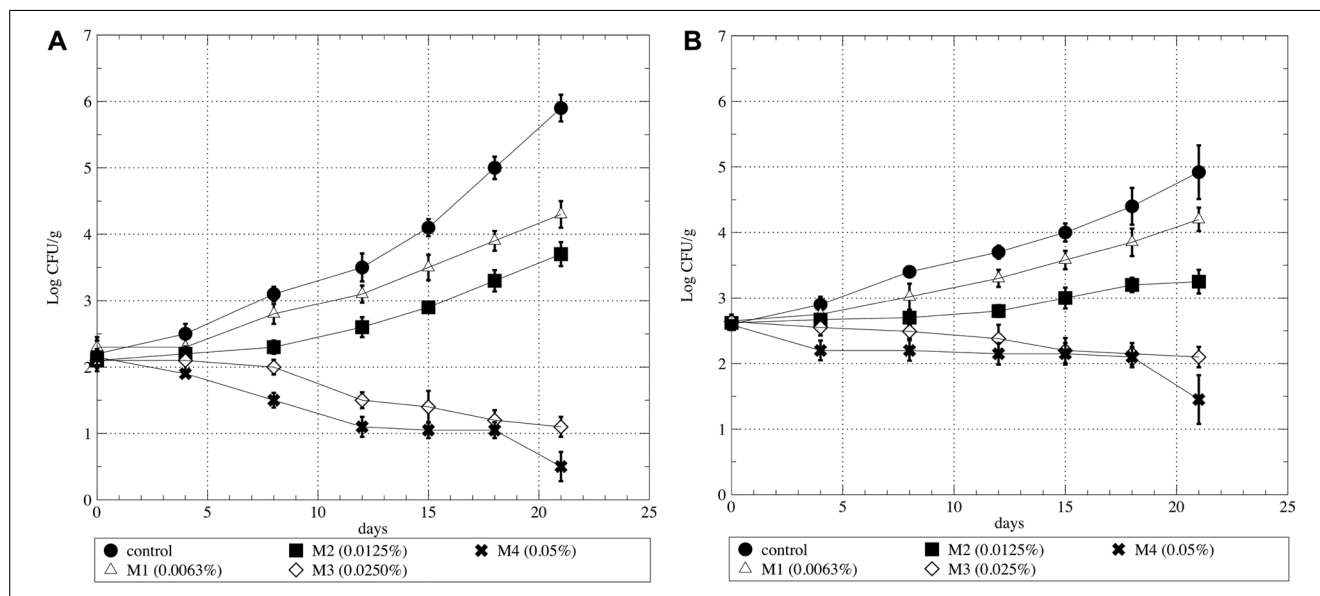 A
7
6
5
4
3
2
1
0
Log CFU/g
0 5 10 15 20 25
days
control M2 (0.0125%) M4 (0.05%)
M1 (0.0063%) M3 (0.0250%)
B
7
6
5
4
3
2
1
0
Log CFU/g
0 5 10 15 20 25
days
control M2 (0.0125%) M4 (0.05%)
M1 (0.0063%) M3 (0.025%)